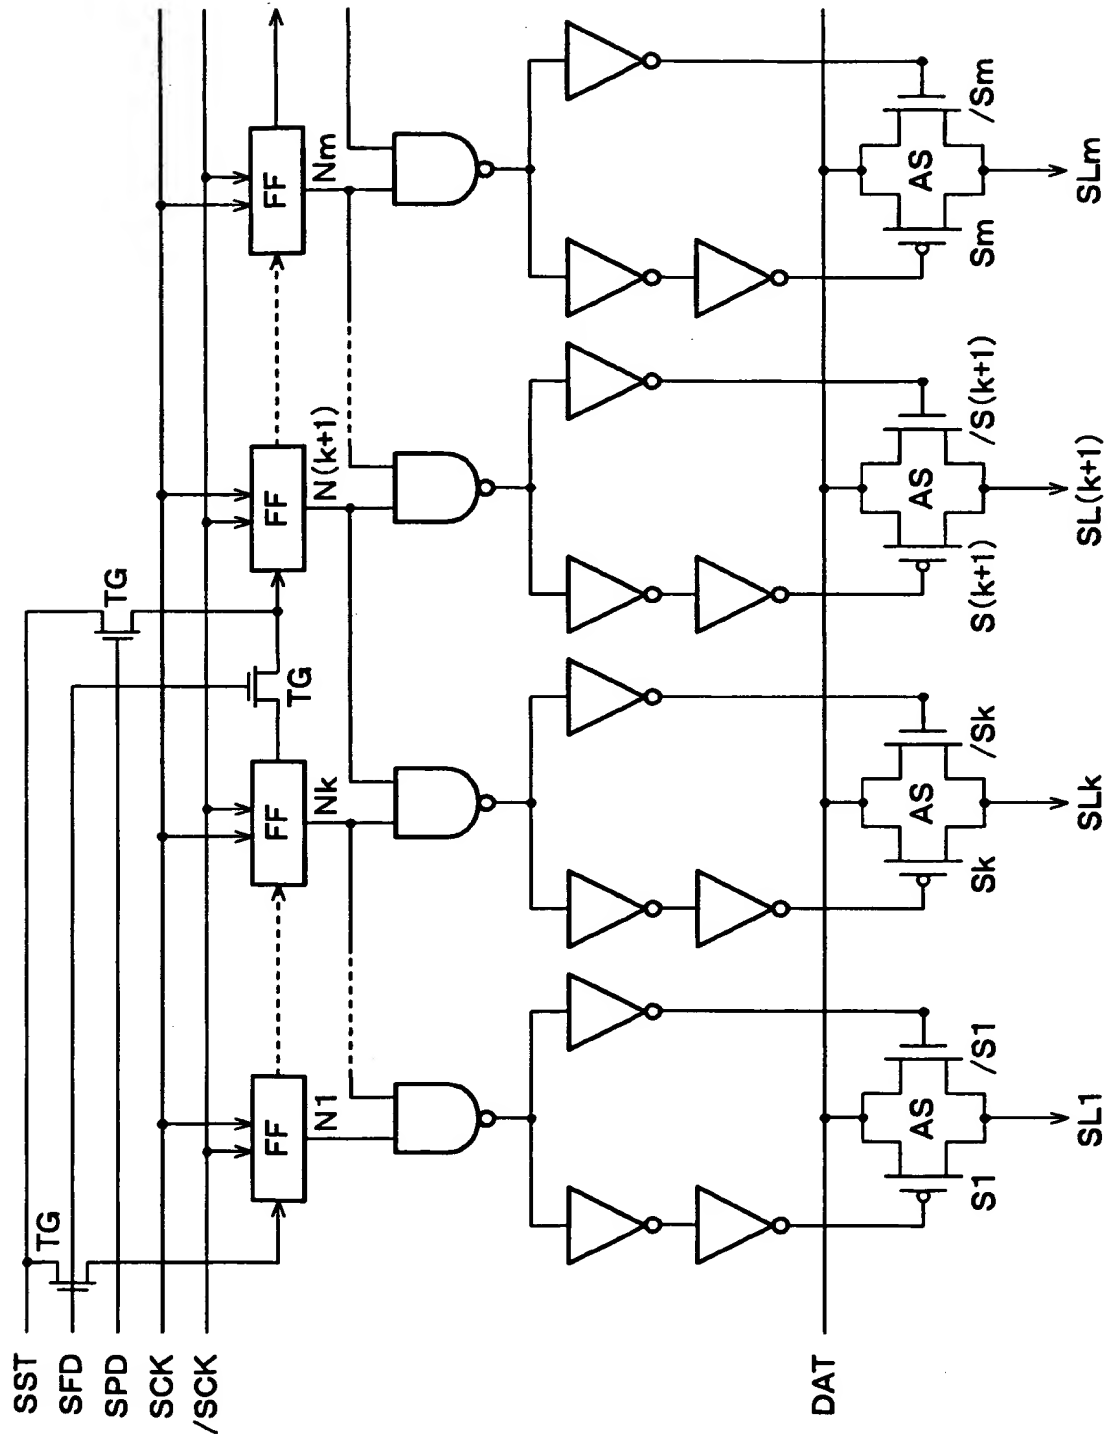 SST
SFD
SPD
SCK
/SCK
TG
TG
TG
FF
FF
FF
FF
N1
Nk
N(k+1)
Nm
DAT
AS
AS
AS
AS
S1
/S1
Sk
/Sk
S(k+1)
/S(k+1)
Sm
/Sm
SL1
SLk
SL(k+1)
SLm